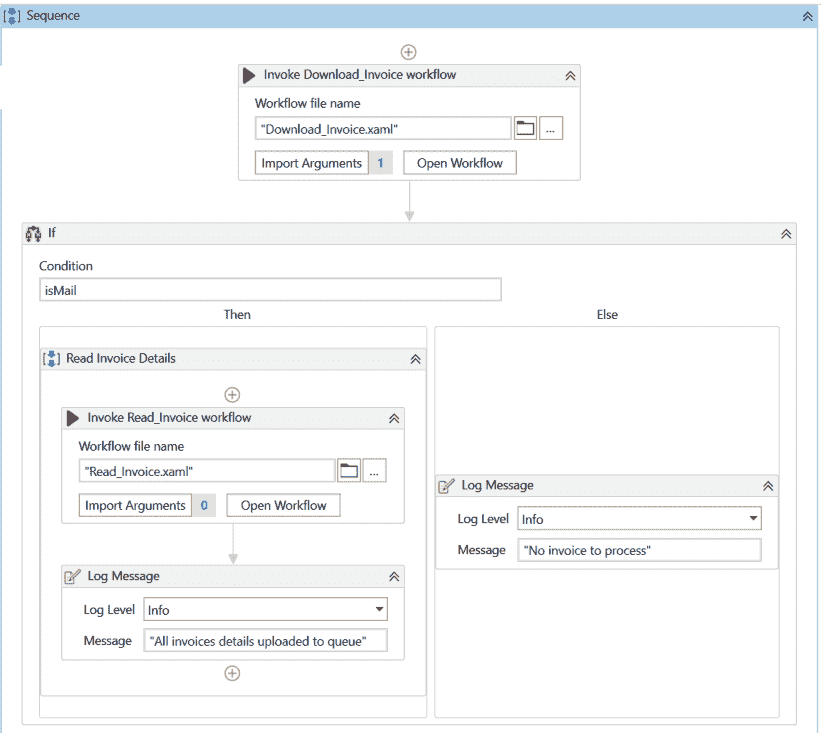 Sequence
Invoke Download_Invoice workflow
Workflow file name
"Download_Invoice.xaml"
...
Import Arguments 1 Open Workflow
If
Condition
isMail
Then
Else
Read Invoice Details
Invoke Read_Invoice workflow
Workflow file name
"Read_Invoice.xaml"
...
Import Arguments 0 Open Workflow
Log Message
Log Level Info
Message "All invoices details uploaded to queue"
Log Message
Log Level Info
Message "No invoice to process"